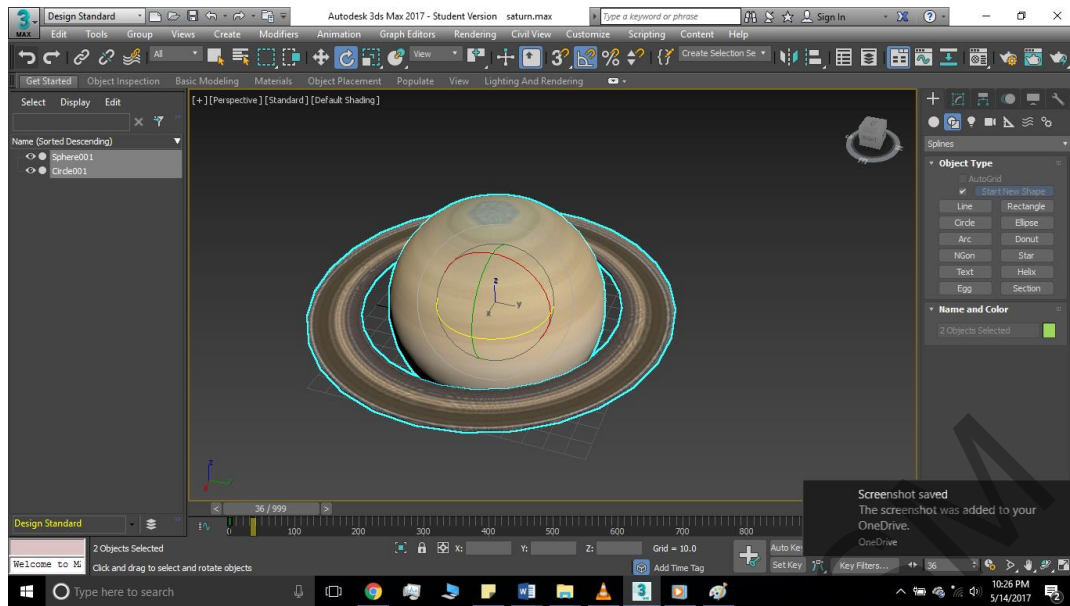 3
MAX
Design Standard
Autodesk 3ds Max 2017 - Student Version saturn.max
Type a keyword or phrase
Sign In
Edit Tools Group Views Create Modifiers Animation Graph Editors Rendering Civil View Customize Scripting Content Help
All
View
3
%
Create Selection Se
Get Started Object Inspection Basic Modeling Materials Object Placement Populate View Lighting And Rendering
Select Display Edit
Name (Sorted Descending)
Sphere001
Circle001
[+] [Perspective] [Standard] [Default Shading]
RIGHT
z
y
x
z
Splines
Object Type
AutoGrid
Start New Shape
Line Rectangle
Circle Ellipse
Arc Donut
NGon Star
Text Helix
Egg Section
Name and Color
2 Objects Selected
< 36 / 999 >
Design Standard
0 100 200 300 400 500 600 700 800
Screenshot saved
The screenshot was added to your
OneDrive.
OneDrive
2 Objects Selected
X: Y: Z: Grid = 10.0
Auto Key
Welcome to M
Click and drag to select and rotate objects
Add Time Tag
Set Key
Key Filters...
36
Type here to search
10:26 PM
5/14/2017